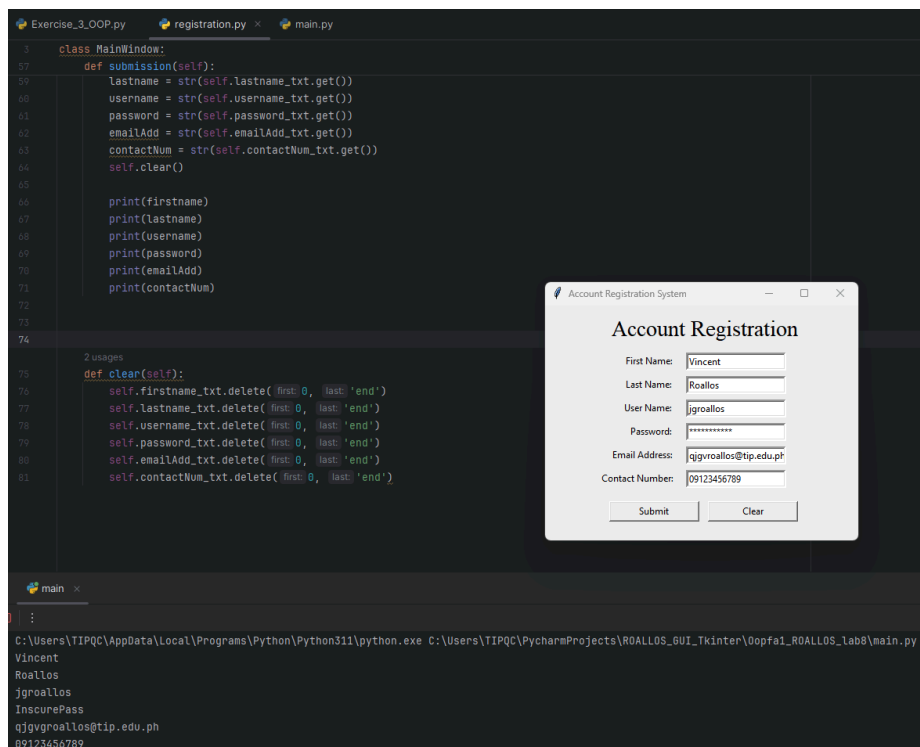 Exercise_3_OOP.py registration.py × main.py
3 class MainWindow:
57 def submission(self):
59 lastname = str(self.lastname_txt.get())
60 username = str(self.username_txt.get())
61 password = str(self.password_txt.get())
62 emailAdd = str(self.emailAdd_txt.get())
63 contactNum = str(self.contactNum_txt.get())
64 self.clear()
65
66 print(firstname)
67 print(lastname)
68 print(username)
69 print(password)
70 print(emailAdd)
71 print(contactNum)
72
73
74
2 usages
75 def clear(self):
76 self.firstname_txt.delete( first: 0, last: 'end')
77 self.lastname_txt.delete( first: 0, last: 'end')
78 self.username_txt.delete( first: 0, last: 'end')
79 self.password_txt.delete( first: 0, last: 'end')
80 self.emailAdd_txt.delete( first: 0, last: 'end')
81 self.contactNum_txt.delete( first: 0, last: 'end')
Account Registration System
Account Registration
First Name: Vincent
Last Name: Roallos
User Name: jgroallos
Password: ***********
Email Address: qjgvroallos@tip.edu.ph
Contact Number: 09123456789
Submit Clear
main ×
C:\Users\TIPQC\AppData\Local\Programs\Python\Python311\python.exe C:\Users\TIPQC\PycharmProjects\ROALLOS_GUI_Tkinter\Oopfa1_ROALLOS_lab8\main.py
Vincent
Roallos
jgroallos
InscurePass
qjgvgroallos@tip.edu.ph
09123456789